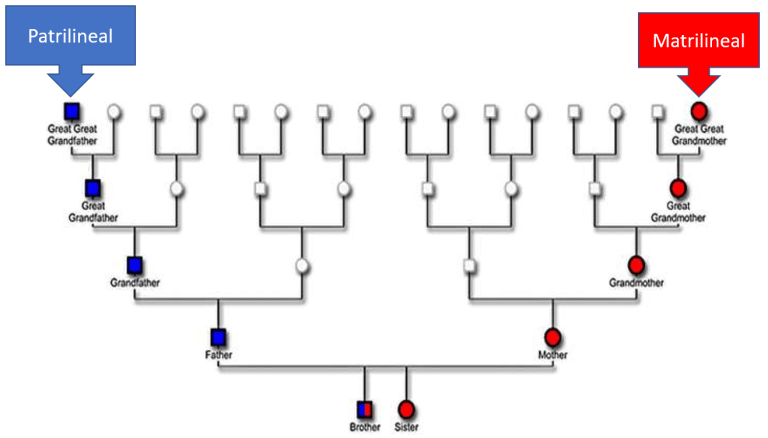 Patrilineal
Matrilineal
Great Great
Grandfather
Great Great
Grandmother
Great
Grandfather
Great
Grandmother
Grandfather
Grandmother
Father
Mother
Brother
Sister